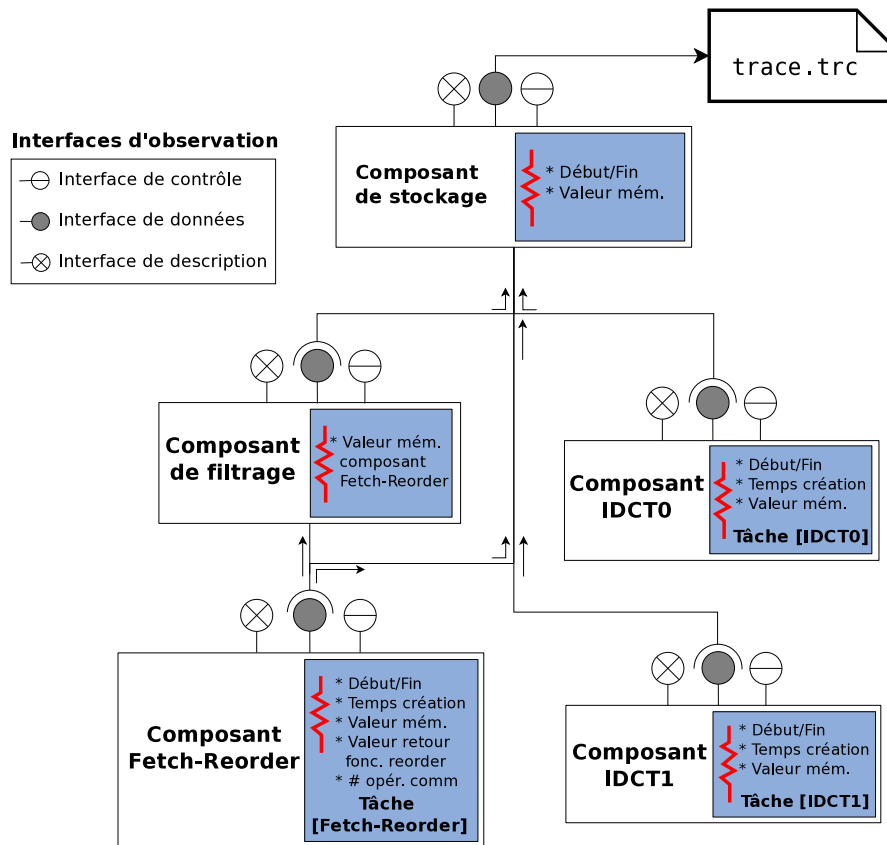 trace.trc
Interfaces d'observation
Interface de contrôle
Interface de données
Interface de description
Composant
de stockage
* Début/Fin
* Valeur mém.
Composant
de filtrage
* Valeur mém.
composant
Fetch-Reorder
Composant
IDCT0
* Début/Fin
* Temps création
* Valeur mém.
Tâche [IDCT0]
Composant
Fetch-Reorder
* Début/Fin
* Temps création
* Valeur mém.
* Valeur retour
fonc. reorder
* # opér. comm
Tâche
[Fetch-Reorder]
Composant
IDCT1
* Début/Fin
* Temps création
* Valeur mém.
Tâche [IDCT1]